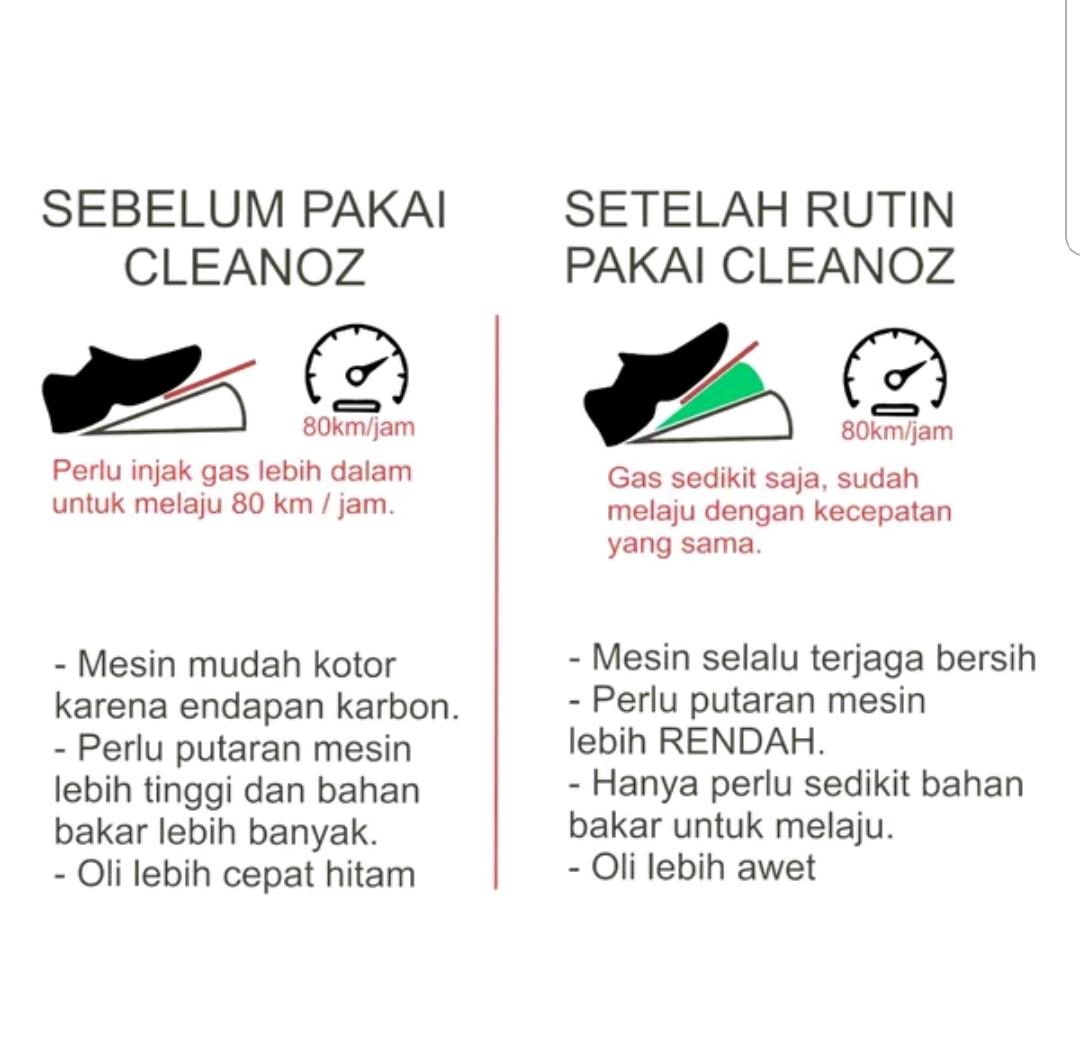 SEBELUM PAKAI
CLEANOZ
80km/jam
Perlu injak gas lebih dalam
untuk melaju 80 km / jam.
- Mesin mudah kotor
karena endapan karbon.
- Perlu putaran mesin
lebih tinggi dan bahan
bakar lebih banyak.
- Oli lebih cepat hitam
SETELAH RUTIN
PAKAI CLEANOZ
80km/jam
Gas sedikit saja, sudah
melaju dengan kecepatan
yang sama.
- Mesin selalu terjaga bersih
- Perlu putaran mesin
lebih RENDAH.
- Hanya perlu sedikit bahan
bakar untuk melaju.
- Oli lebih awet